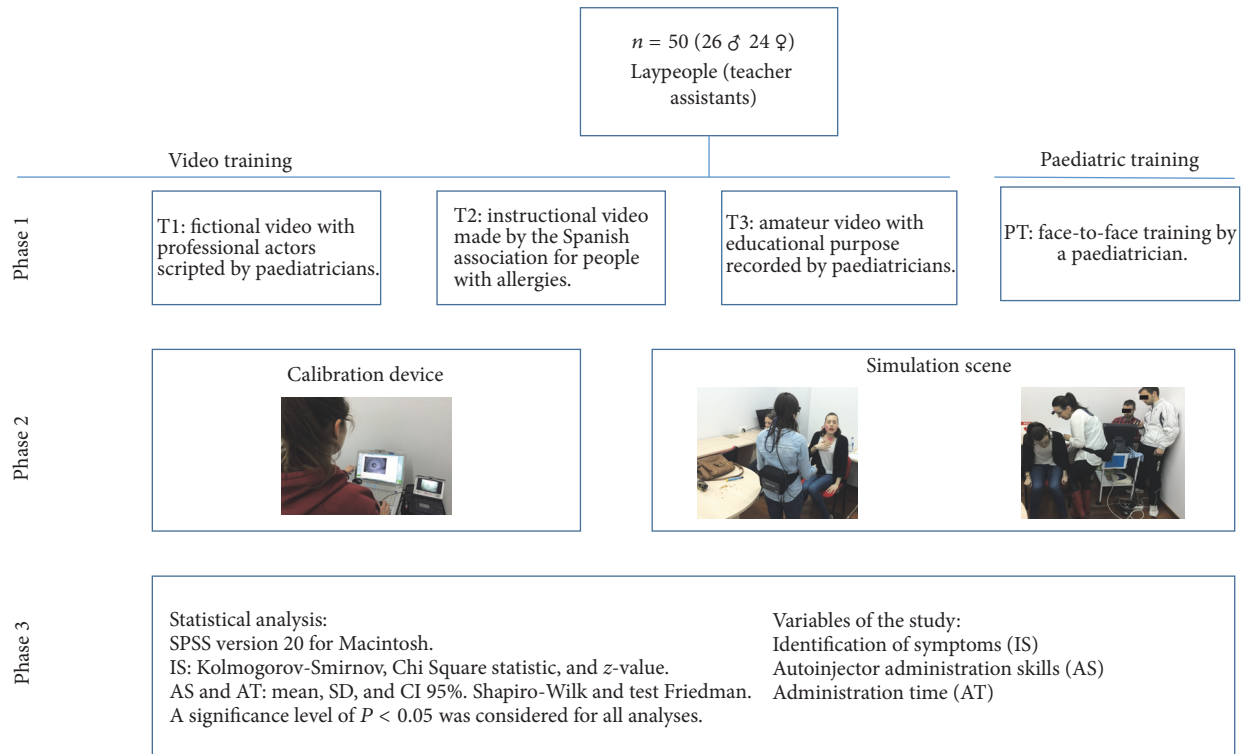 n = 50 (26 ♂ 24 ♀)
Laypeople (teacher
assistants)
Video training
Paediatric training
Phase 1
T1: fictional video with
professional actors
scripted by paediatricians.
T2: instructional video
made by the Spanish
association for people
with allergies.
T3: amateur video with
educational purpose
recorded by paediatricians.
PT: face-to-face training by
a paediatrician.
Phase 2
Calibration device
Simulation scene
Phase 3
Statistical analysis:
SPSS version 20 for Macintosh.
IS: Kolmogorov-Smirnov, Chi Square statistic, and z-value.
AS and AT: mean, SD, and CI 95%. Shapiro-Wilk and test Friedman.
A significance level of P < 0.05 was considered for all analyses.
Variables of the study:
Identification of symptoms (IS)
Autoinjector administration skills (AS)
Administration time (AT)